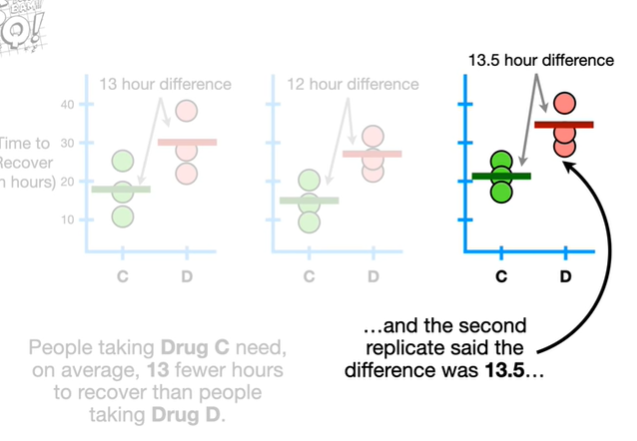 BAM!!
Q!
13 hour difference
12 hour difference
13.5 hour difference
Time to
Recover
n hours)
40
30
20
10
C
D
C
D
C
D
People taking Drug C need,
on average, 13 fewer hours
to recover than people
taking Drug D.
…and the second
replicate said the
difference was 13.5…